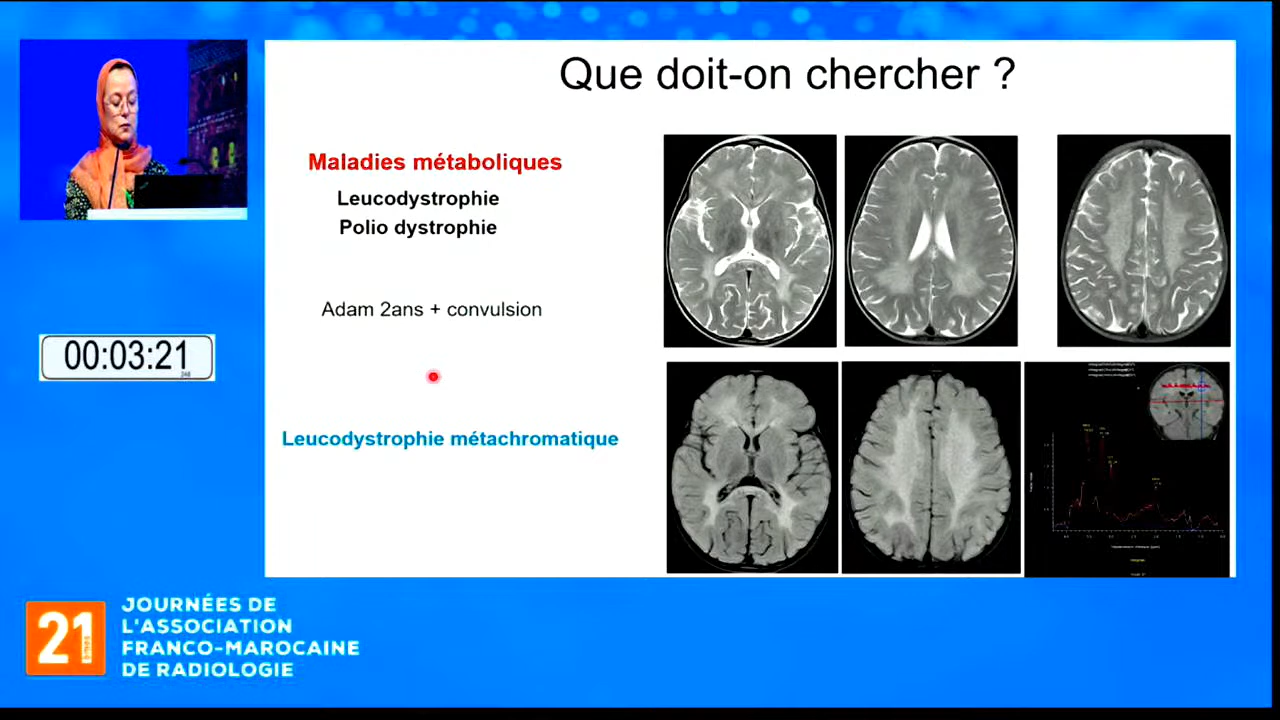 Que doit-on chercher ?
Maladies métaboliques
Leucodystrophie
Polio dystrophie
Adam 2ans + convulsion
00:03:21
Leucodystrophie métachromatique
21
èmes
JOURNÉES DE
L'ASSOCIATION
FRANCO-MAROCAINE
DE RADIOLOGIE